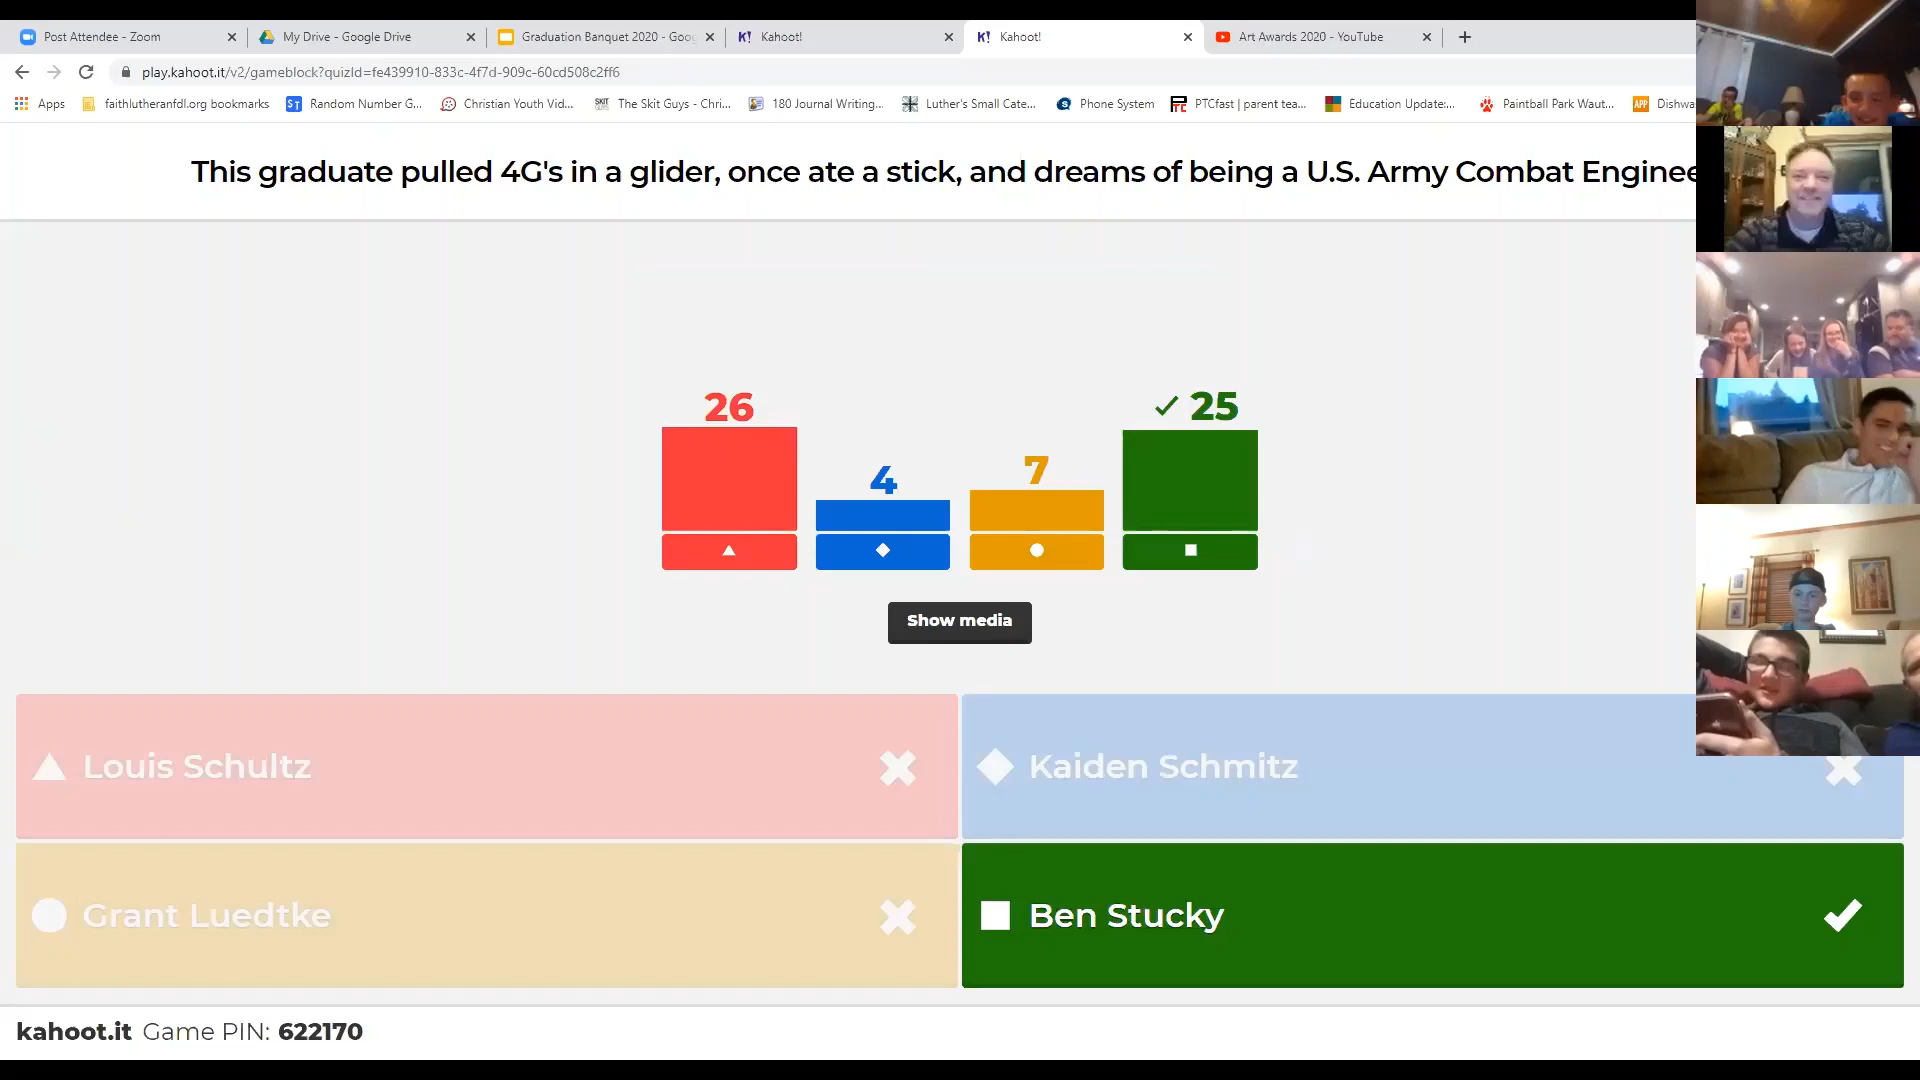 Post Attendee - Zoom
My Drive - Google Drive
Graduation Banquet 2020 - Goog
K! Kahoot!
K! Kahoot!
Art Awards 2020 - YouTube
play.kahoot.it/v2/gameblock?quizId=fe439910-833c-4f7d-909c-60cd508c2ff6
Apps
faithlutheranfdl.org bookmarks
ST Random Number G...
Christian Youth Vid...
SKIT The Skit Guys - Chri...
180 Journal Writing...
Luther's Small Cate...
Phone System
PTCfast | parent tea...
Education Update:...
Paintball Park Waut...
APP Dishwa
This graduate pulled 4G's in a glider, once ate a stick, and dreams of being a U.S. Army Combat Enginee
26
4
7
25
Show media
Louis Schultz
Kaiden Schmitz
Grant Luedtke
Ben Stucky
kahoot.it Game PIN: 622170